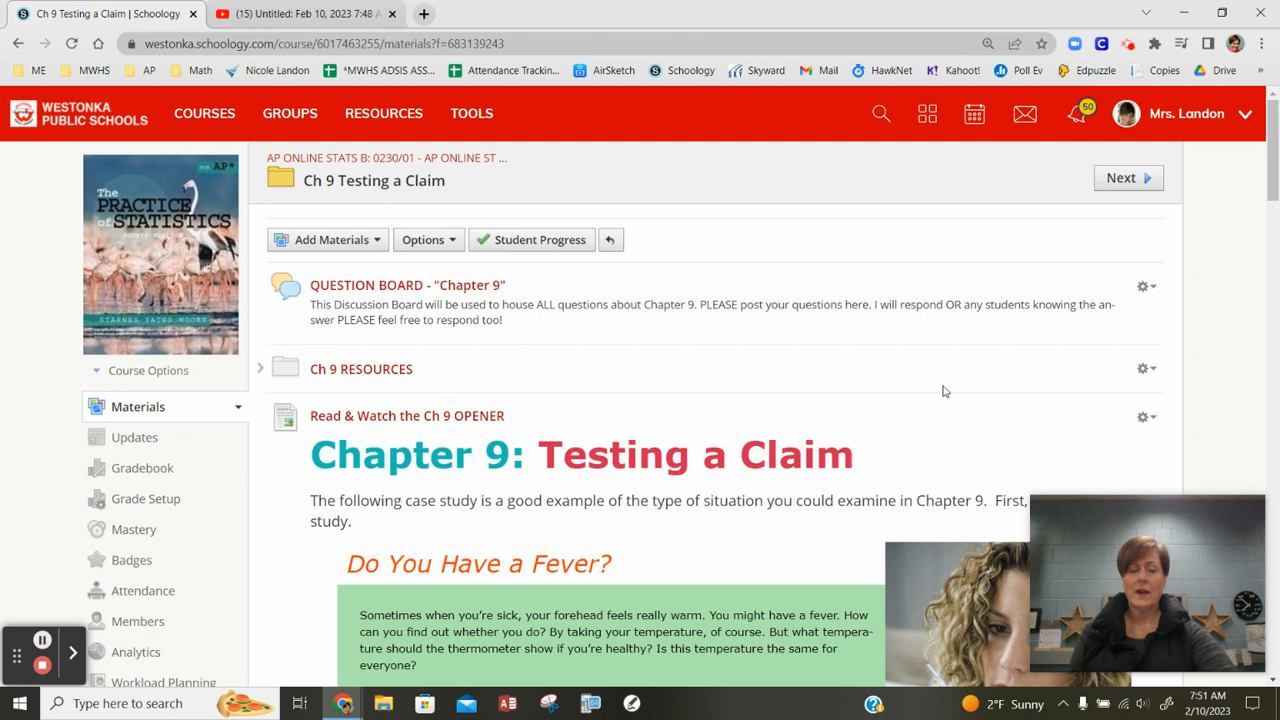 Ch 9 Testing a Claim | Schoology
(15) Untitled: Feb 10, 2023 7:48 A
westonka.schoology.com/course/6017463255/materials?f=683139243
ME
MWHS
AP
Math
Nicole Landon
*MWHS ADSIS ASS...
Attendance Trackin...
AirSketch
Schoology
Skyward
Mail
HawkNet
Kahoot!
Poll Ev
Edpuzzle
Copies
Drive
»
WESTONKA
PUBLIC SCHOOLS
COURSES
GROUPS
RESOURCES
TOOLS
50
Mrs. Landon
FOR AP*
The
PRACTICE
of STATISTICS
STARNES YATES MOORE
Course Options
Materials
Updates
Gradebook
Grade Setup
Mastery
Badges
Attendance
Members
Analytics
Workload Planning
AP ONLINE STATS B: 0230/01 - AP ONLINE ST ...
Ch 9 Testing a Claim
Next
Add Materials
Options
Student Progress
QUESTION BOARD - "Chapter 9"
This Discussion Board will be used to house ALL questions about Chapter 9. PLEASE post your questions here. I will respond OR any students knowing the an-
swer PLEASE feel free to respond too!
Ch 9 RESOURCES
Read & Watch the Ch 9 OPENER
Chapter 9: Testing a Claim
The following case study is a good example of the type of situation you could examine in Chapter 9. First,
study.
Do You Have a Fever?
Sometimes when you're sick, your forehead feels really warm. You might have a fever. How
can you find out whether you do? By taking your temperature, of course. But what tempera-
ture should the thermometer show if you're healthy? Is this temperature the same for
everyone?
Type here to search
2°F Sunny
7:51 AM
2/10/2023